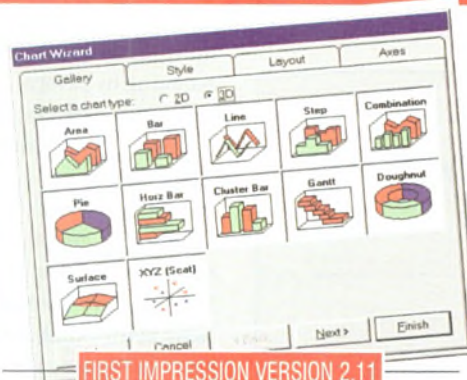 Chart Wizard
Gallery Style Layout Axes
Select a chart type: 2D 3D
Area Bar Line Step Combination
Pie Horz Bar Cluster Bar Gantt Doughnut
Surface XYZ (Scat)
Cancel Next > Finish
FIRST IMPRESSION VERSION 2.11